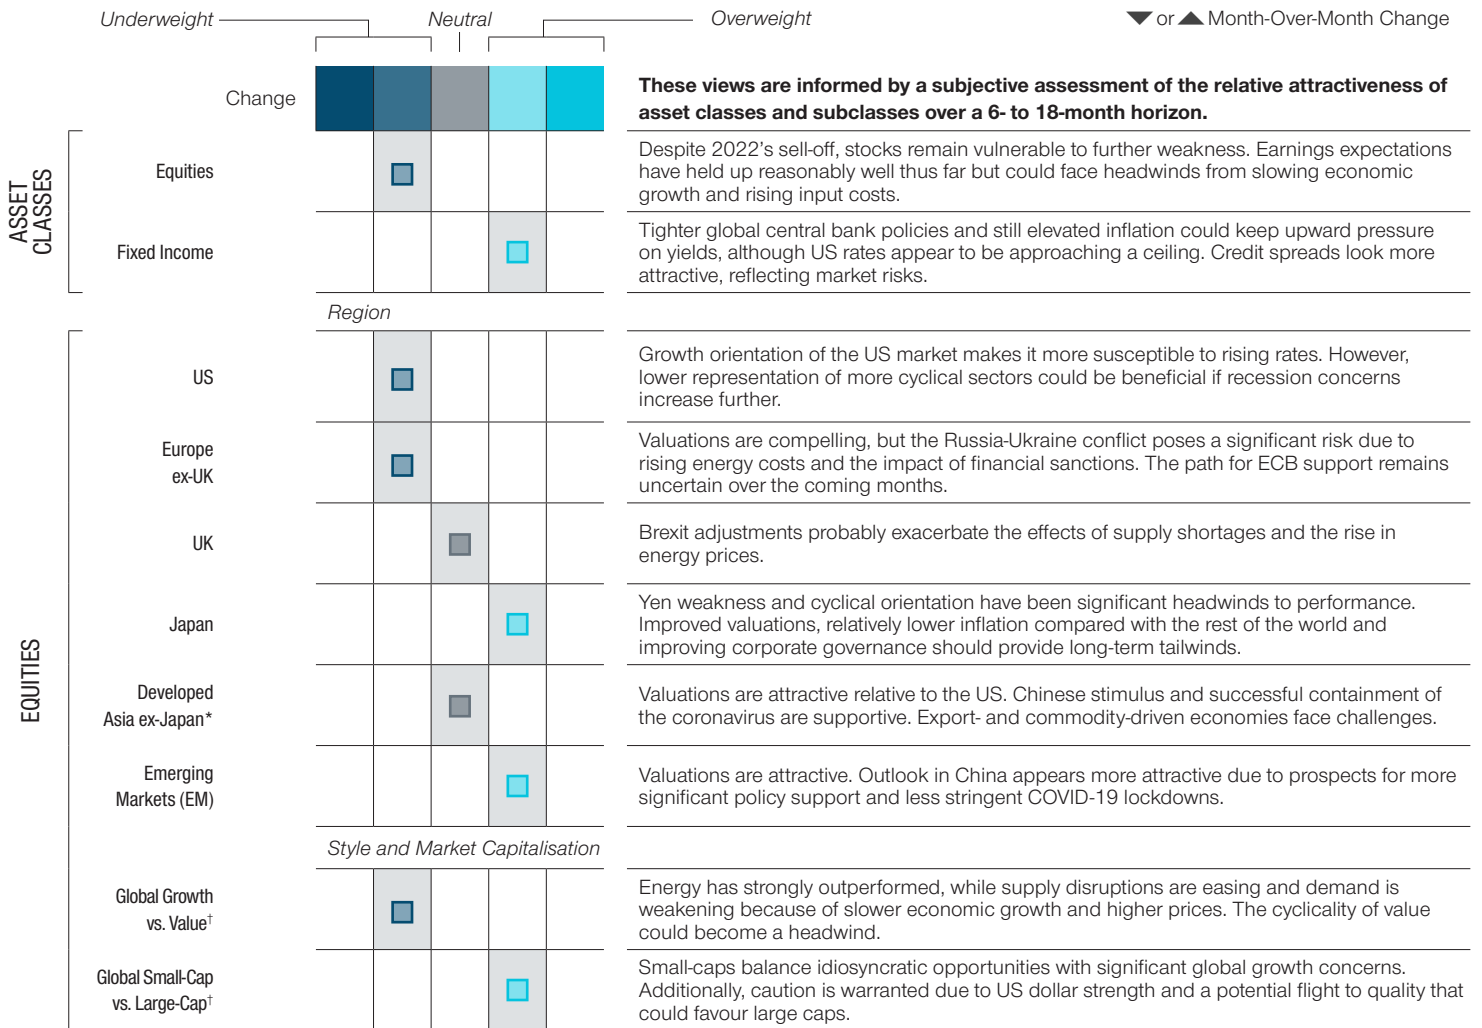 Underweight
Neutral
Overweight
▼ or ▲ Month-Over-Month Change
Change
These views are informed by a subjective assessment of the relative attractiveness of
asset classes and subclasses over a 6- to 18-month horizon.
ASSET
CLASSES
Equities
Despite 2022's sell-off, stocks remain vulnerable to further weakness. Earnings expectations
have held up reasonably well thus far but could face headwinds from slowing economic
growth and rising input costs.
Fixed Income
Tighter global central bank policies and still elevated inflation could keep upward pressure
on yields, although US rates appear to be approaching a ceiling. Credit spreads look more
attractive, reflecting market risks.
EQUITIES
Region
US
Growth orientation of the US market makes it more susceptible to rising rates. However,
lower representation of more cyclical sectors could be beneficial if recession concerns
increase further.
Europe
ex-UK
Valuations are compelling, but the Russia-Ukraine conflict poses a significant risk due to
rising energy costs and the impact of financial sanctions. The path for ECB support remains
uncertain over the coming months.
UK
Brexit adjustments probably exacerbate the effects of supply shortages and the rise in
energy prices.
Japan
Yen weakness and cyclical orientation have been significant headwinds to performance.
Improved valuations, relatively lower inflation compared with the rest of the world and
improving corporate governance should provide long-term tailwinds.
Developed
Asia ex-Japan*
Valuations are attractive relative to the US. Chinese stimulus and successful containment of
the coronavirus are supportive. Export- and commodity-driven economies face challenges.
Emerging
Markets (EM)
Valuations are attractive. Outlook in China appears more attractive due to prospects for more
significant policy support and less stringent COVID-19 lockdowns.
Style and Market Capitalisation
Global Growth
vs. Value†
Energy has strongly outperformed, while supply disruptions are easing and demand is
weakening because of slower economic growth and higher prices. The cyclicality of value
could become a headwind.
Global Small-Cap
vs. Large-Cap†
Small-caps balance idiosyncratic opportunities with significant global growth concerns.
Additionally, caution is warranted due to US dollar strength and a potential flight to quality that
could favour large caps.